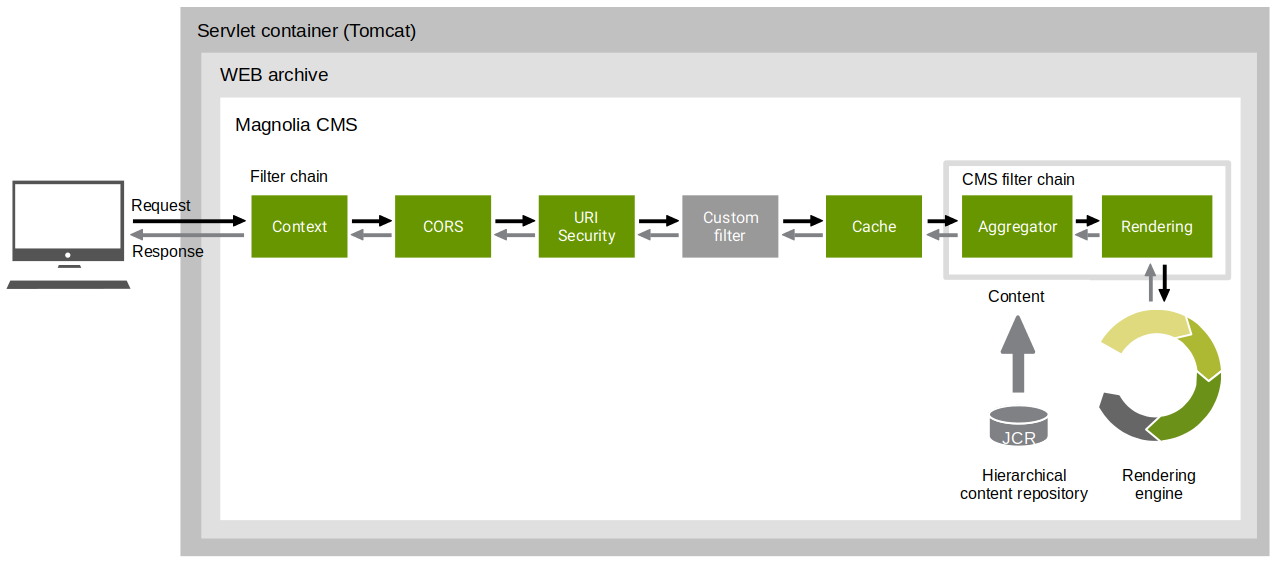 Servlet container (Tomcat)
WEB archive
Magnolia CMS
Filter chain
CMS filter chain
Request
Response
Context
CORS
URI
Security
Custom
filter
Cache
Aggregator
Rendering
Content
JCR
Hierarchical
content repository
Rendering
engine